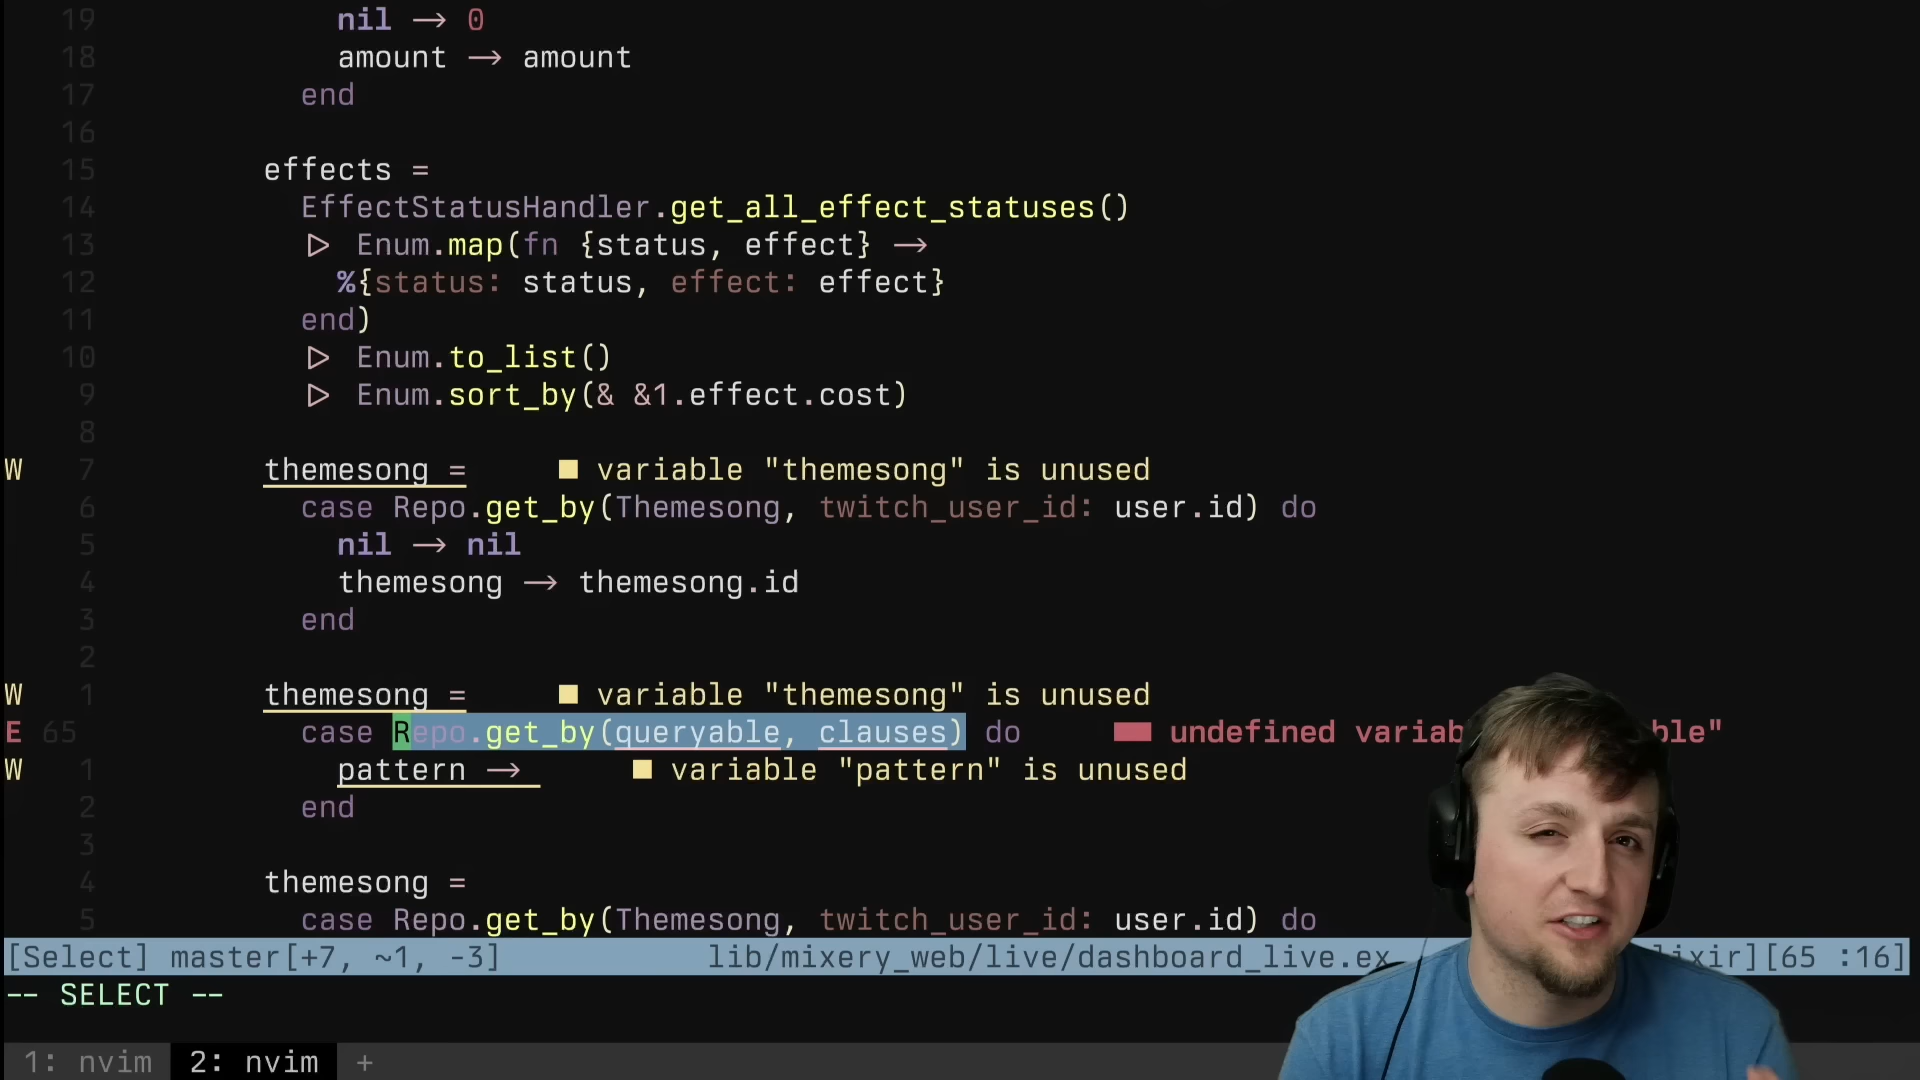 19 nil → 0
18 amount → amount
17 end
16
15 effects =
14 EffectStatusHandler.get_all_effect_statuses()
13 ▷ Enum.map(fn {status, effect} →
12 %{status: status, effect: effect}
11 end)
10 ▷ Enum.to_list()
9 ▷ Enum.sort_by(& &1.effect.cost)
8
W 7 themesong = ■ variable "themesong" is unused
6 case Repo.get_by(Themesong, twitch_user_id: user.id) do
5 nil → nil
4 themesong → themesong.id
3 end
2
W 1 themesong = ■ variable "themesong" is unused
E 65 case Repo.get_by(queryable, clauses) do ■■ undefined variab ble"
W 1 pattern → ■ variable "pattern" is unused
2 end
3
4 themesong =
5 case Repo.get_by(Themesong, twitch_user_id: user.id) do
[Select] master[+7, ~1, -3] lib/mixery_web/live/dashboard_live.ex ixir][65 :16]
-- SELECT --
1: nvim 2: nvim +